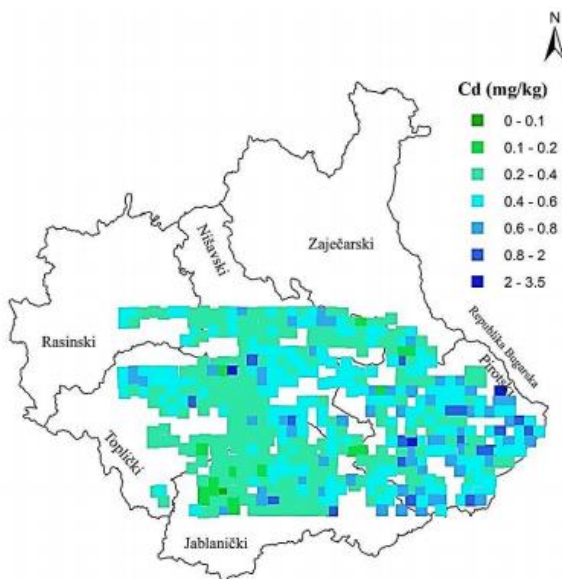 N
Cd (mg/kg)
0 - 0.1
0.1 - 0.2
0.2 - 0.4
0.4 - 0.6
0.6 - 0.8
0.8 - 2
2 - 3.5
Zaječarski
Nišavski
Rasinski
Republika Bugarska
Pirotski
Toplički
Jablanički